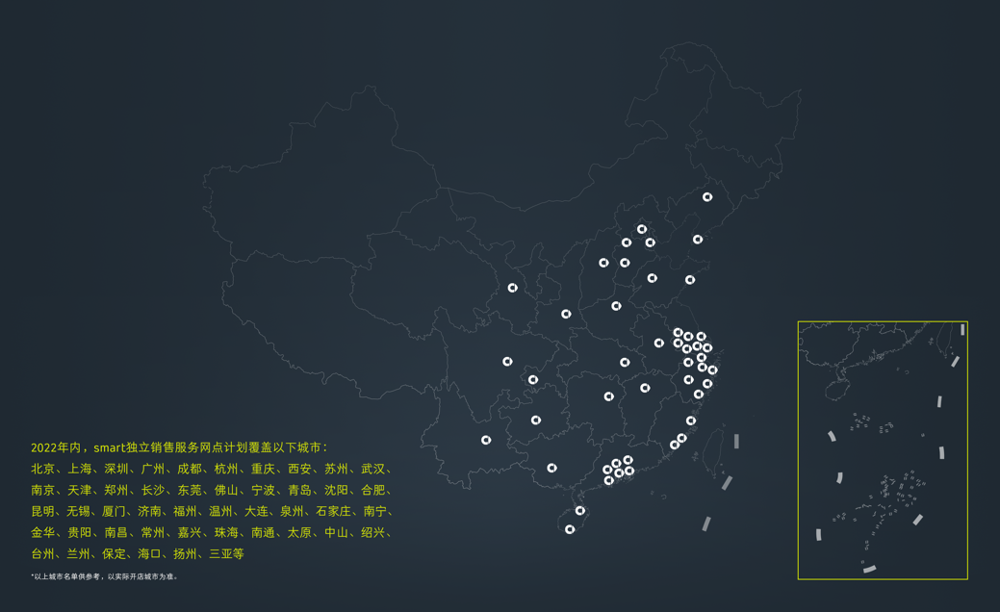 2022年内，smart独立销售服务网点计划覆盖以下城市：
北京、上海、深圳、广州、成都、杭州、重庆、西安、苏州、武汉、
南京、天津、郑州、长沙、东莞、佛山、宁波、青岛、沈阳、合肥、
昆明、无锡、厦门、济南、福州、温州、大连、泉州、石家庄、南宁、
金华、贵阳、南昌、常州、嘉兴、珠海、南通、太原、中山、绍兴、
台州、兰州、保定、海口、扬州、三亚等
*以上城市名单供参考，以实际开店城市为准。